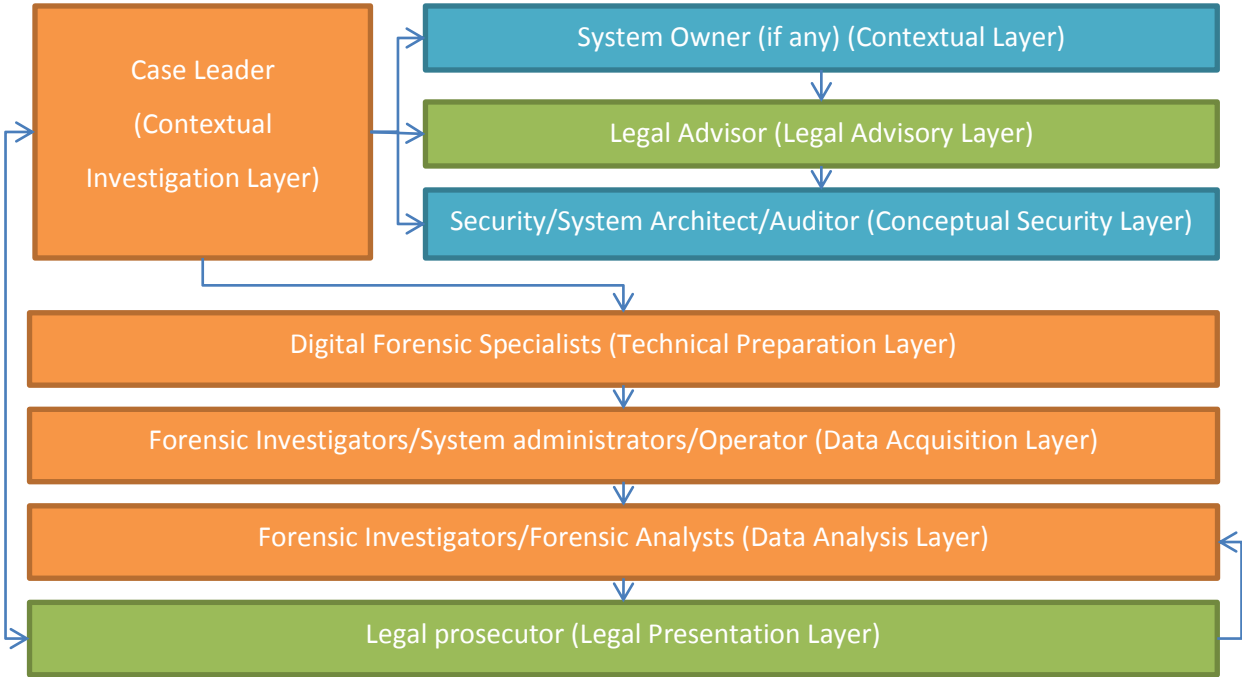 Case Leader
(Contextual
Investigation Layer)
System Owner (if any) (Contextual Layer)
Legal Advisor (Legal Advisory Layer)
Security/System Architect/Auditor (Conceptual Security Layer)
Digital Forensic Specialists (Technical Preparation Layer)
Forensic Investigators/System administrators/Operator (Data Acquisition Layer)
Forensic Investigators/Forensic Analysts (Data Analysis Layer)
Legal prosecutor (Legal Presentation Layer)